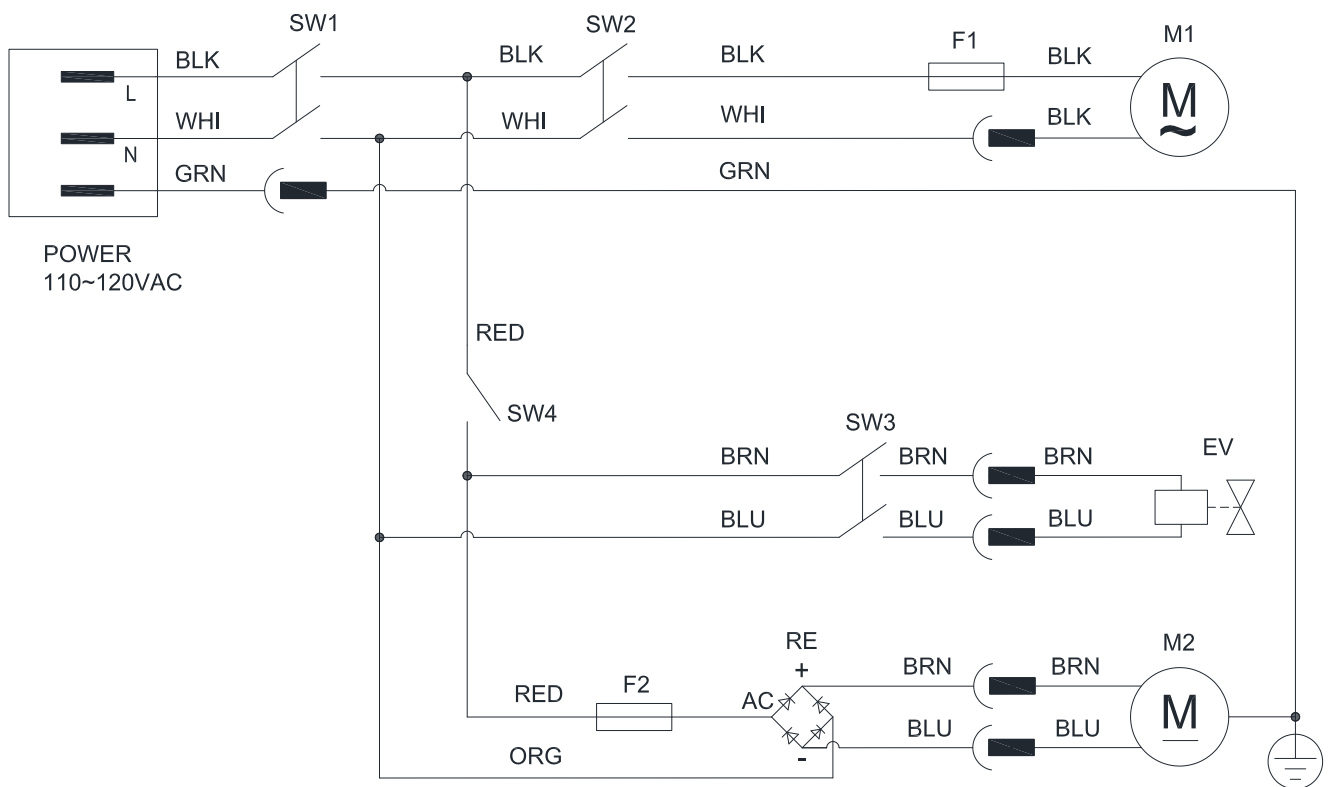 SW1
SW2
F1
M1
BLK
BLK
BLK
BLK
L
M
WHI
WHI
WHI
BLK
N
GRN
GRN
POWER
110~120VAC
RED
SW4
SW3
EV
BRN
BRN
BRN
BLU
BLU
BLU
RE
M2
+
BRN
BRN
RED
F2
AC
M
BLU
BLU
ORG
-